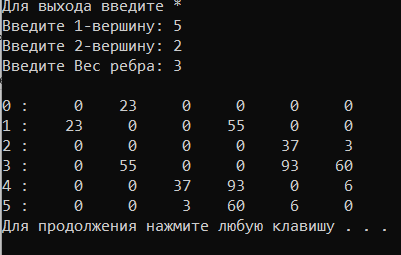 Для выхода введите *
Введите 1-вершину: 5
Введите 2-вершину: 2
Введите Вес ребра: 3
0 : 0 23 0 0 0 0
1 : 23 0 0 55 0 0
2 : 0 0 0 0 37 3
3 : 0 55 0 0 93 60
4 : 0 0 37 93 0 6
5 : 0 0 3 60 6 0
Для продолжения нажмите любую клавишу . . .